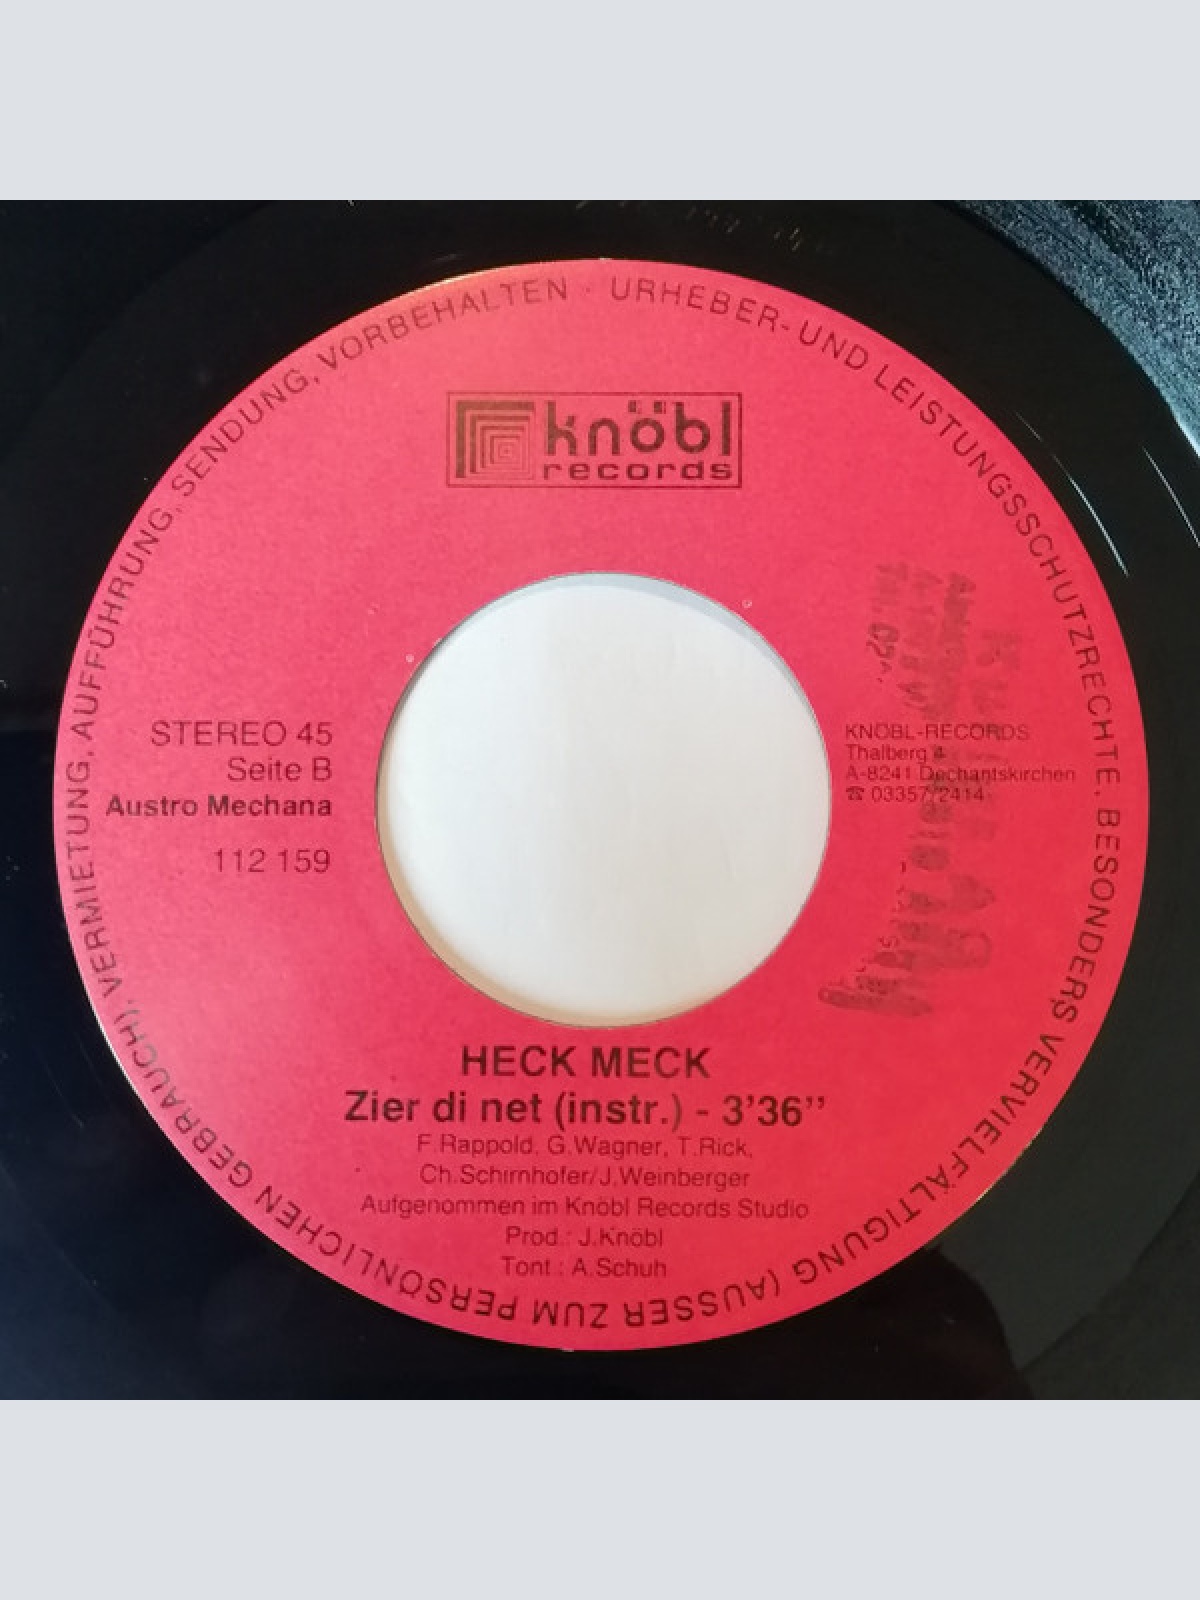 URHEBER- UND LEISTUNGSSCHUTZRECHTE, BESONDERS VERVIELFÄLTIGUNG (AUSSER ZUM PERSÖNLICHEN GEBRAUCH), VERMIETUNG, AUFFÜHRUNG, SENDUNG, VORBEHALTEN ·
knöbl
records
STEREO 45
Seite B
Austro Mechana
112 159
KNÖBL-RECORDS
Thalberg 4
A-8241 Dechantskirchen
☎ 03357/2414
HECK MECK
Zier di net (instr.) - 3'36"
F.Rappold, G.Wagner, T.Rick,
Ch.Schirnhofer/J.Weinberger
Aufgenommen im Knöbl Records Studio
Prod.: J.Knöbl
Tont : A.Schuh